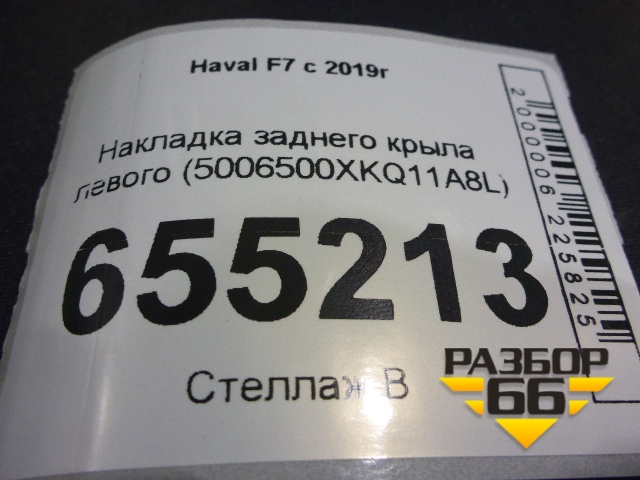 Haval F7 с 2019г
Накладка заднего крыла
левого (5006500XKQ11A8L)
655213
Стеллаж В
2000006225825
РАЗБОР
66